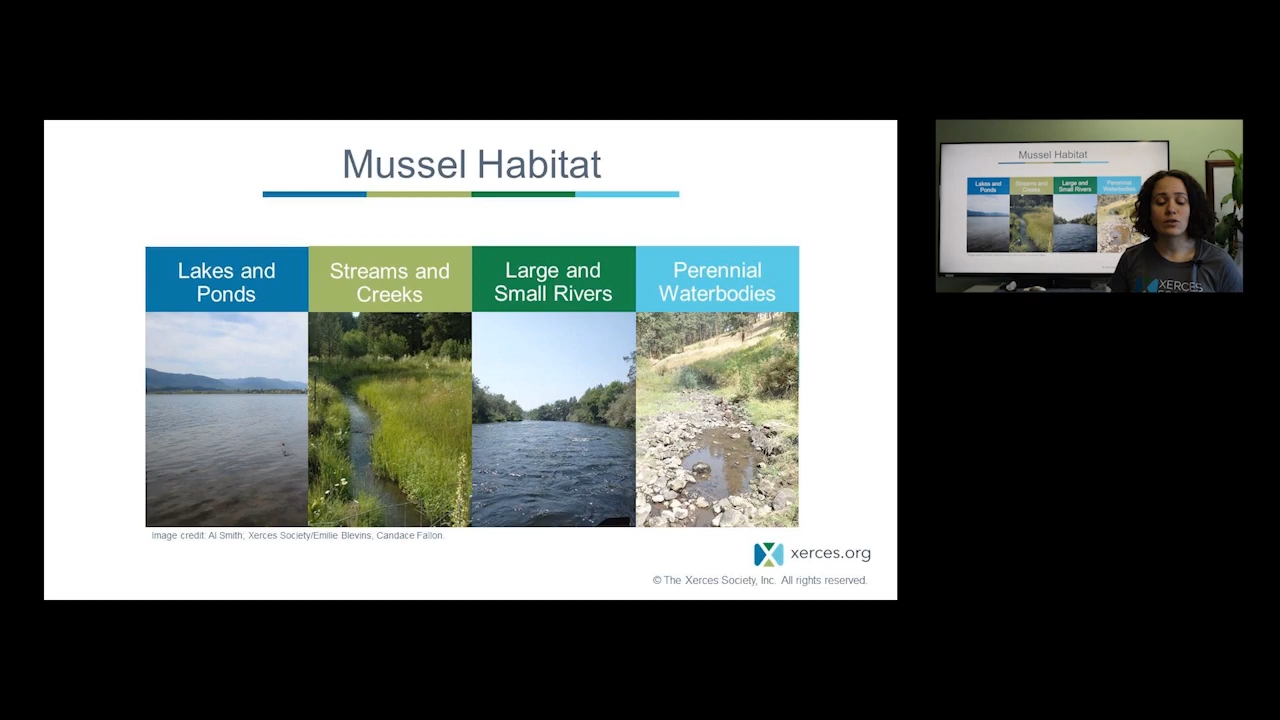 Mussel Habitat
Lakes and
Ponds
Streams and
Creeks
Large and
Small Rivers
Perennial
Waterbodies
Image credit: Al Smith; Xerces Society/Emilie Blevins, Candace Fallon.
xerces.org
© The Xerces Society, Inc. All rights reserved.
Mussel Habitat
Lakes and
Ponds
Streams and
Creeks
Large and
Small Rivers
Perennial
Waterbodies
XERCES